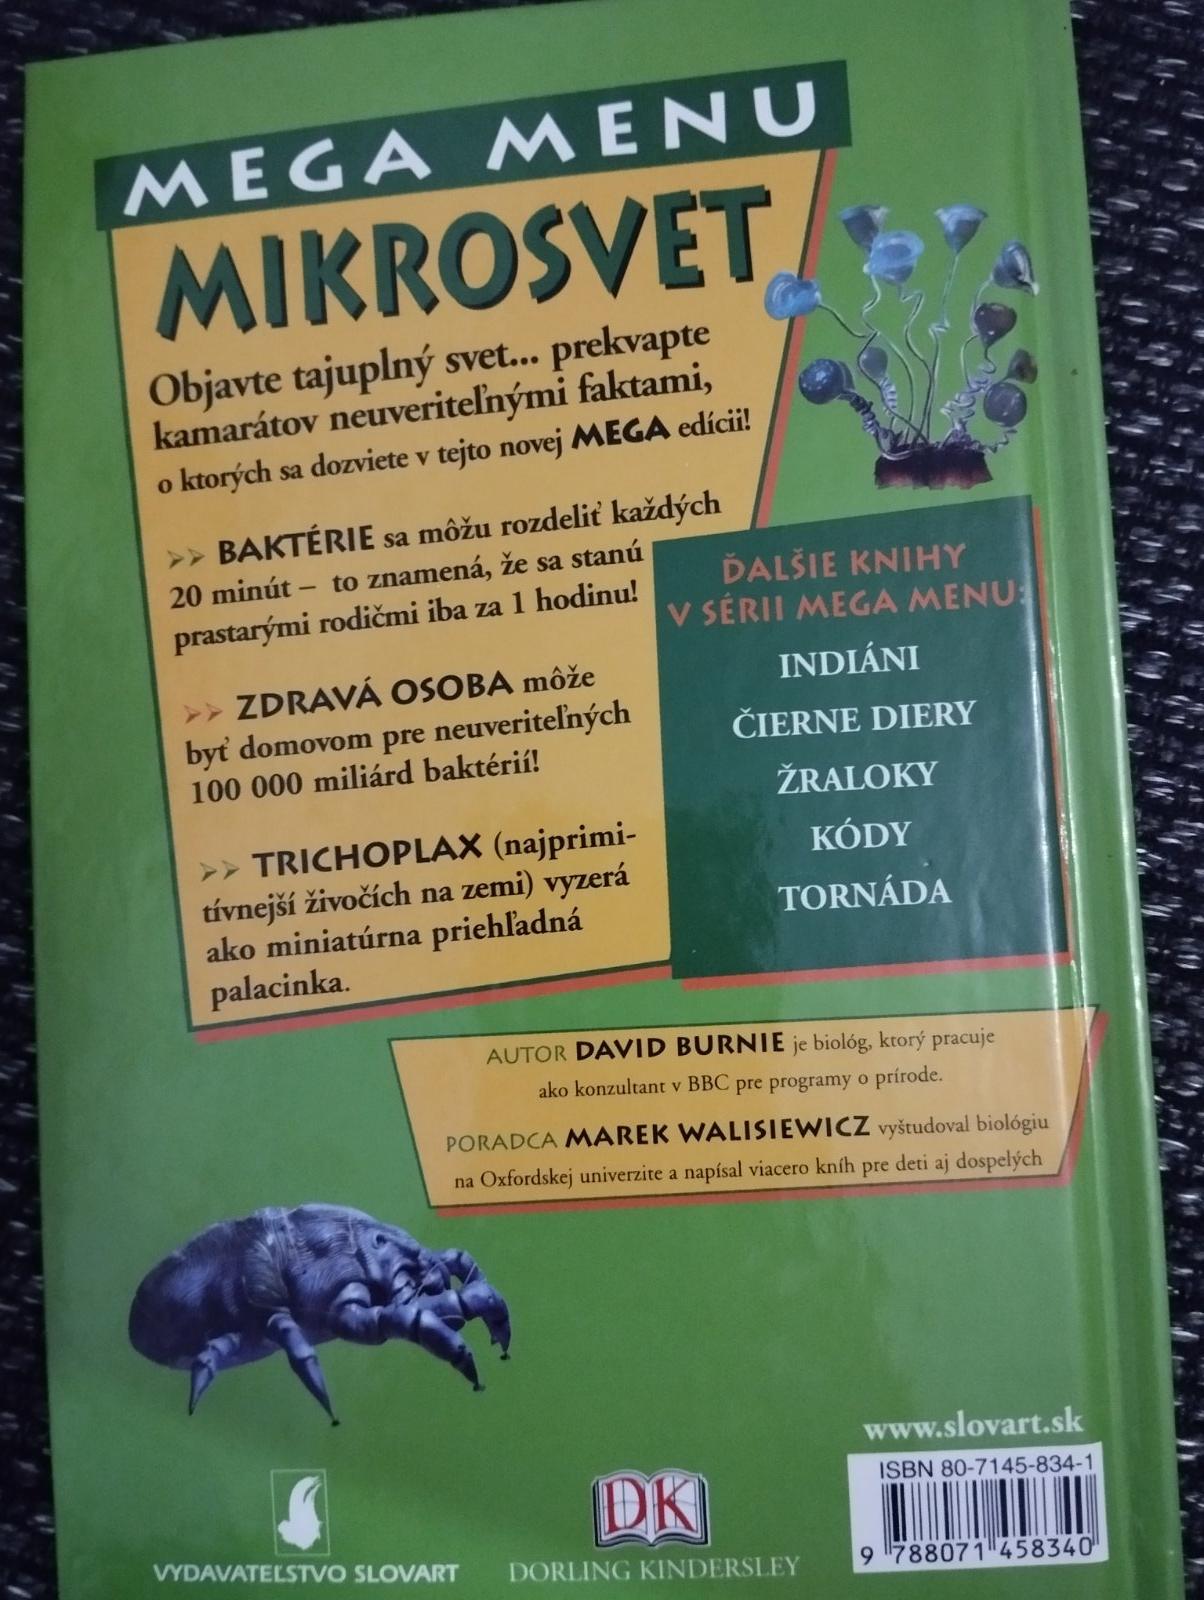 MEGA MENU
MIKROSVET
Objavte tajuplný svet... prekvapte
kamarátov neuveriteľnými faktami,
o ktorých sa dozviete v tejto novej MEGA edícii!
BAKTÉRIE sa môžu rozdeliť každých
20 minút – to znamená, že sa stanú
prastarými rodičmi iba za 1 hodinu!
ZDRAVÁ OSOBA môže
byť domovom pre neuveriteľných
100 000 miliárd baktérií!
TRICHOPLAX (najprimi-
tívnejší živočích na zemi) vyzerá
ako miniatúrna priehľadná
palacinka.
ĎALŠIE KNIHY
V SÉRII MEGA MENU:
INDIÁNI
ČIERNE DIERY
ŽRALOKY
KÓDY
TORNÁDA
AUTOR DAVID BURNIE je biológ, ktorý pracuje
ako konzultant v BBC pre programy o prírode.
PORADCA MAREK WALISIEWICZ vyštudoval biológiu
na Oxfordskej univerzite a napísal viacero kníh pre deti aj dospelých
www.slovart.sk
ISBN 80-7145-834-1
9 788071 458340
VYDAVATEĽSTVO SLOVART
DK
DORLING KINDERSLEY